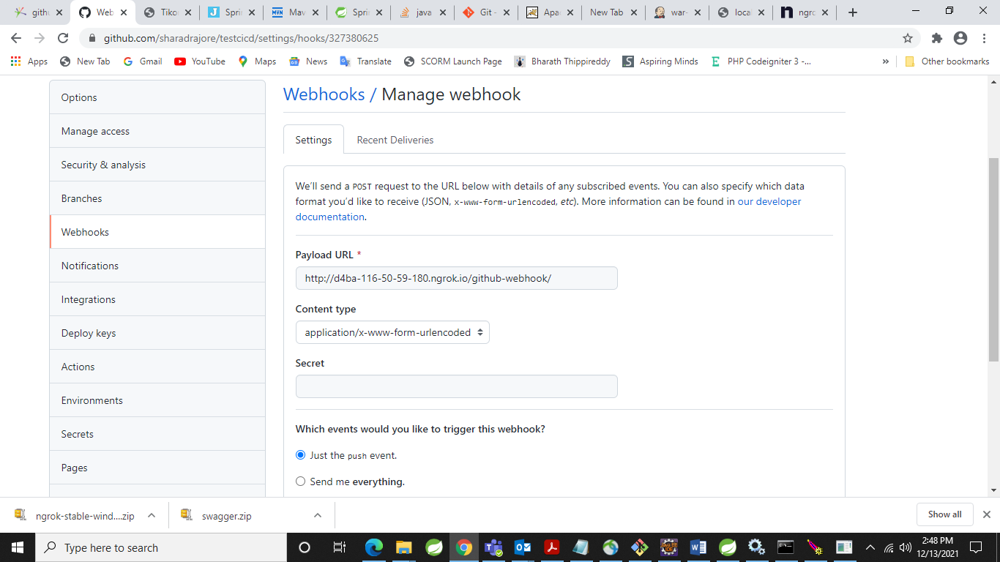 githu
Web
Tikou
Sprin
Mav
Sprin
java
Git -
Apac
New Tab
war-
local
ngro
github.com/sharadrajore/testcicd/settings/hooks/327380625
Apps
New Tab
Gmail
YouTube
Maps
News
Translate
SCORM Launch Page
Bharath Thippireddy
Aspiring Minds
PHP Codeigniter 3 -...
»
Other bookmarks
Options
Manage access
Security & analysis
Branches
Webhooks
Notifications
Integrations
Deploy keys
Actions
Environments
Secrets
Pages
Webhooks / Manage webhook
Settings
Recent Deliveries
We'll send a POST request to the URL below with details of any subscribed events. You can also specify which data
format you'd like to receive (JSON, x-www-form-urlencoded, etc). More information can be found in our developer
documentation.
Payload URL *
http://d4ba-116-50-59-180.ngrok.io/github-webhook/
Content type
application/x-www-form-urlencoded
Secret
Which events would you like to trigger this webhook?
Just the push event.
Send me everything.
ngrok-stable-wind....zip
swagger.zip
Show all
Type here to search
2:48 PM
12/13/2021